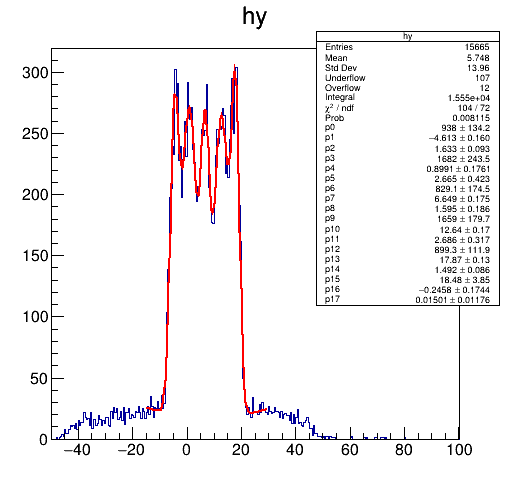 hy
hy
Entries 15665
Mean 5.748
Std Dev 13.96
Underflow 107
Overflow 12
Integral 1.555e+04
χ² / ndf 104 / 72
Prob 0.008115
p0 938 ± 134.2
p1 −4.613 ± 0.160
p2 1.633 ± 0.093
p3 1682 ± 243.5
p4 0.8991 ± 0.1761
p5 2.665 ± 0.423
p6 829.1 ± 174.5
p7 6.649 ± 0.175
p8 1.595 ± 0.186
p9 1659 ± 179.7
p10 12.64 ± 0.17
p11 2.686 ± 0.317
p12 899.3 ± 111.9
p13 17.87 ± 0.13
p14 1.492 ± 0.086
p15 18.48 ± 3.85
p16 −0.2458 ± 0.1744
p17 0.01501 ± 0.01176
300
250
200
150
100
50
0
−40 −20 0 20 40 60 80 100